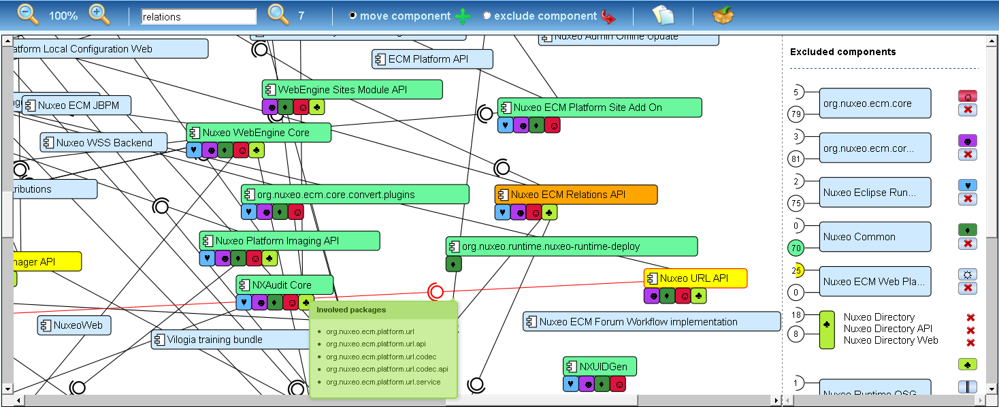 100%
relations
7
move component
exclude component
Nuxeo Admin Online Update
Platform Local Configuration Web
ECM Platform API
WebEngine Sites Module API
Nuxeo ECM JBPM
Nuxeo ECM Platform Site Add On
Nuxeo WebEngine Core
Nuxeo WSS Backend
tributions
org.nuxeo.ecm.core.convert.plugins
Nuxeo ECM Relations API
Nuxeo Platform Imaging API
org.nuxeo.runtime.nuxeo-runtime-deploy
nager API
NXAudit Core
Nuxeo URL API
Involved packages
org.nuxeo.ecm.platform.url
org.nuxeo.ecm.platform.url.api
org.nuxeo.ecm.platform.url.codec
org.nuxeo.ecm.platform.url.codec.api
org.nuxeo.ecm.platform.url.service
NuxeoWeb
Vilogia training bundle
Nuxeo ECM Forum Workflow implementation
NXUIDGen
Excluded components
5
org.nuxeo.ecm.core
79
3
org.nuxeo.ecm.cor...
81
2
Nuxeo Eclipse Run...
75
0
Nuxeo Common
70
25
Nuxeo ECM Web Pla...
0
18
Nuxeo Directory
Nuxeo Directory API
8
Nuxeo Directory Web
1
Nuxeo Runtime OSG